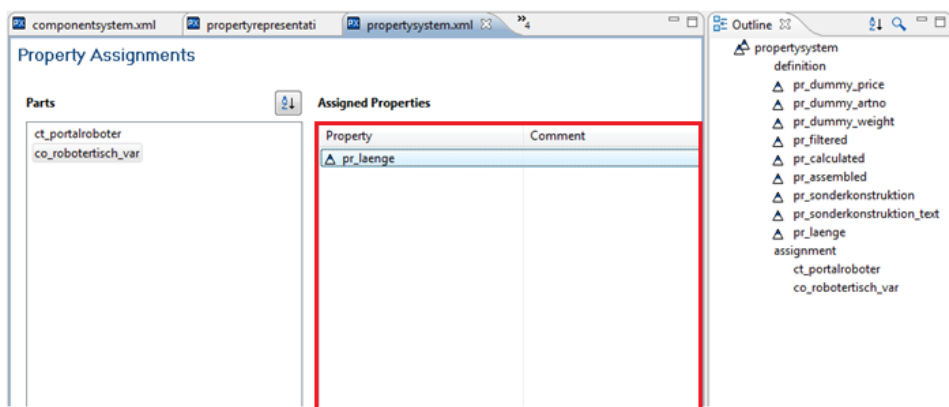 componentsystem.xml propertyrepresentati propertysystem.xml »4 Outline
Property Assignments
Parts
ct_portalroboter
co_robotertisch_var
Assigned Properties
Property Comment
pr_laenge
propertysystem
definition
pr_dummy_price
pr_dummy_artno
pr_dummy_weight
pr_filtered
pr_calculated
pr_assembled
pr_sonderkonstruktion
pr_sonderkonstruktion_text
pr_laenge
assignment
ct_portalroboter
co_robotertisch_var